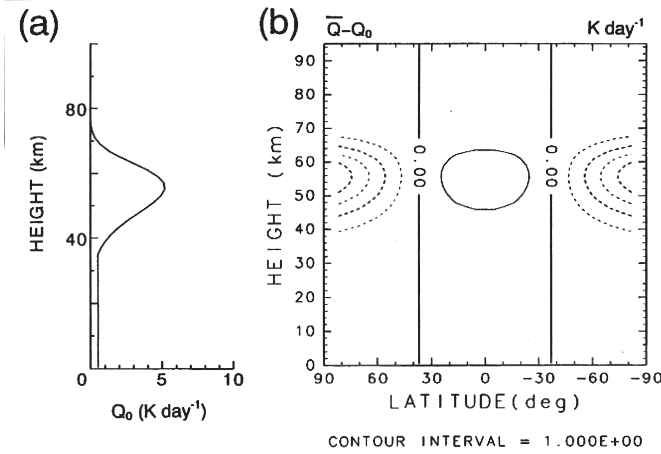 (a)
80
40
0
5
10
HEIGHT (km)
Q₀ (K day⁻¹)
(b)
Q̅-Q₀
K day⁻¹
90
80
70
60
50
40
30
20
10
0
HEIGHT (km)
0.00
0.00
90
60
30
0
-30
-60
-90
LATITUDE(deg)
CONTOUR INTERVAL = 1.000E+00